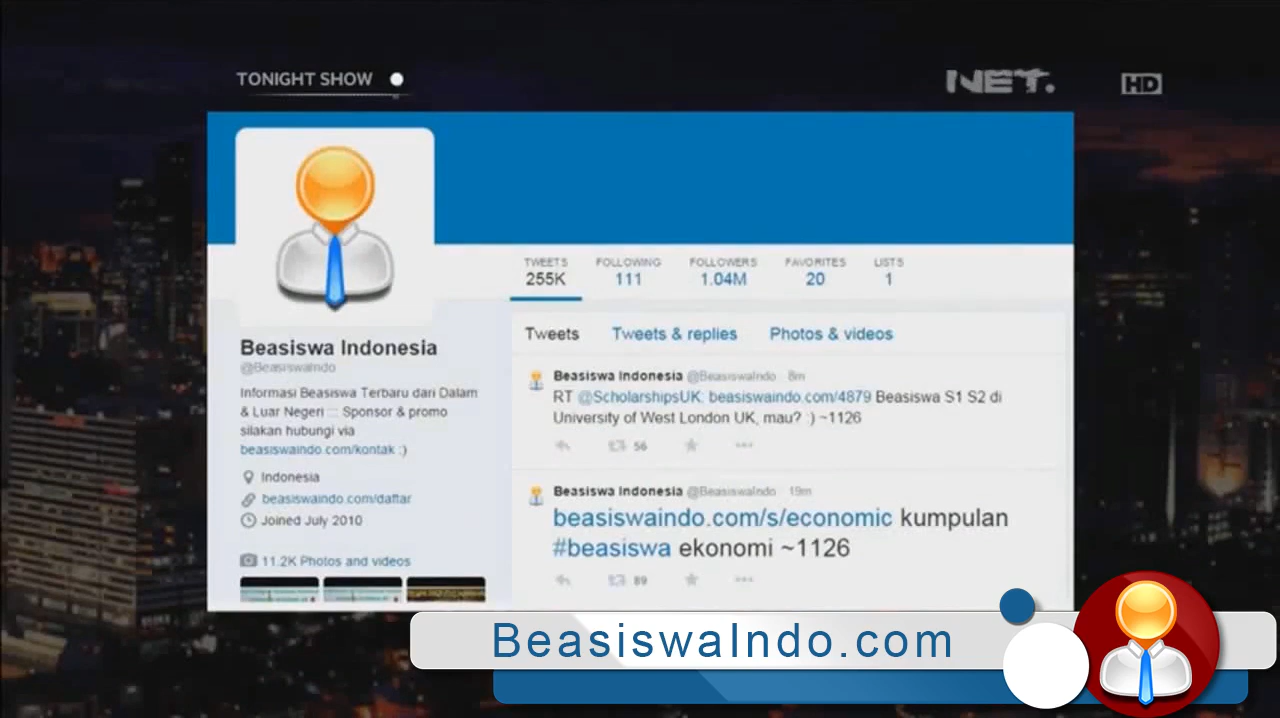 TONIGHT SHOW
NET.
HD
TWEETS
255K
FOLLOWING
111
FOLLOWERS
1.04M
FAVORITES
20
LISTS
1
Tweets
Tweets & replies
Photos & videos
Beasiswa Indonesia
@BeasiswaIndo
Informasi Beasiswa Terbaru dari Dalam
& Luar Negeri ::: Sponsor & promo
silakan hubungi via
beasiswaindo.com/kontak :)
Indonesia
beasiswaindo.com/daftar
Joined July 2010
11.2K Photos and videos
Beasiswa Indonesia @BeasiswaIndo 8m
RT @ScholarshipsUK: beasiswaindo.com/4879 Beasiswa S1 S2 di
University of West London UK, mau? :) ~1126
56
Beasiswa Indonesia @BeasiswaIndo 19m
beasiswaindo.com/s/economic kumpulan
#beasiswa ekonomi ~1126
89
BeasiswaIndo.com